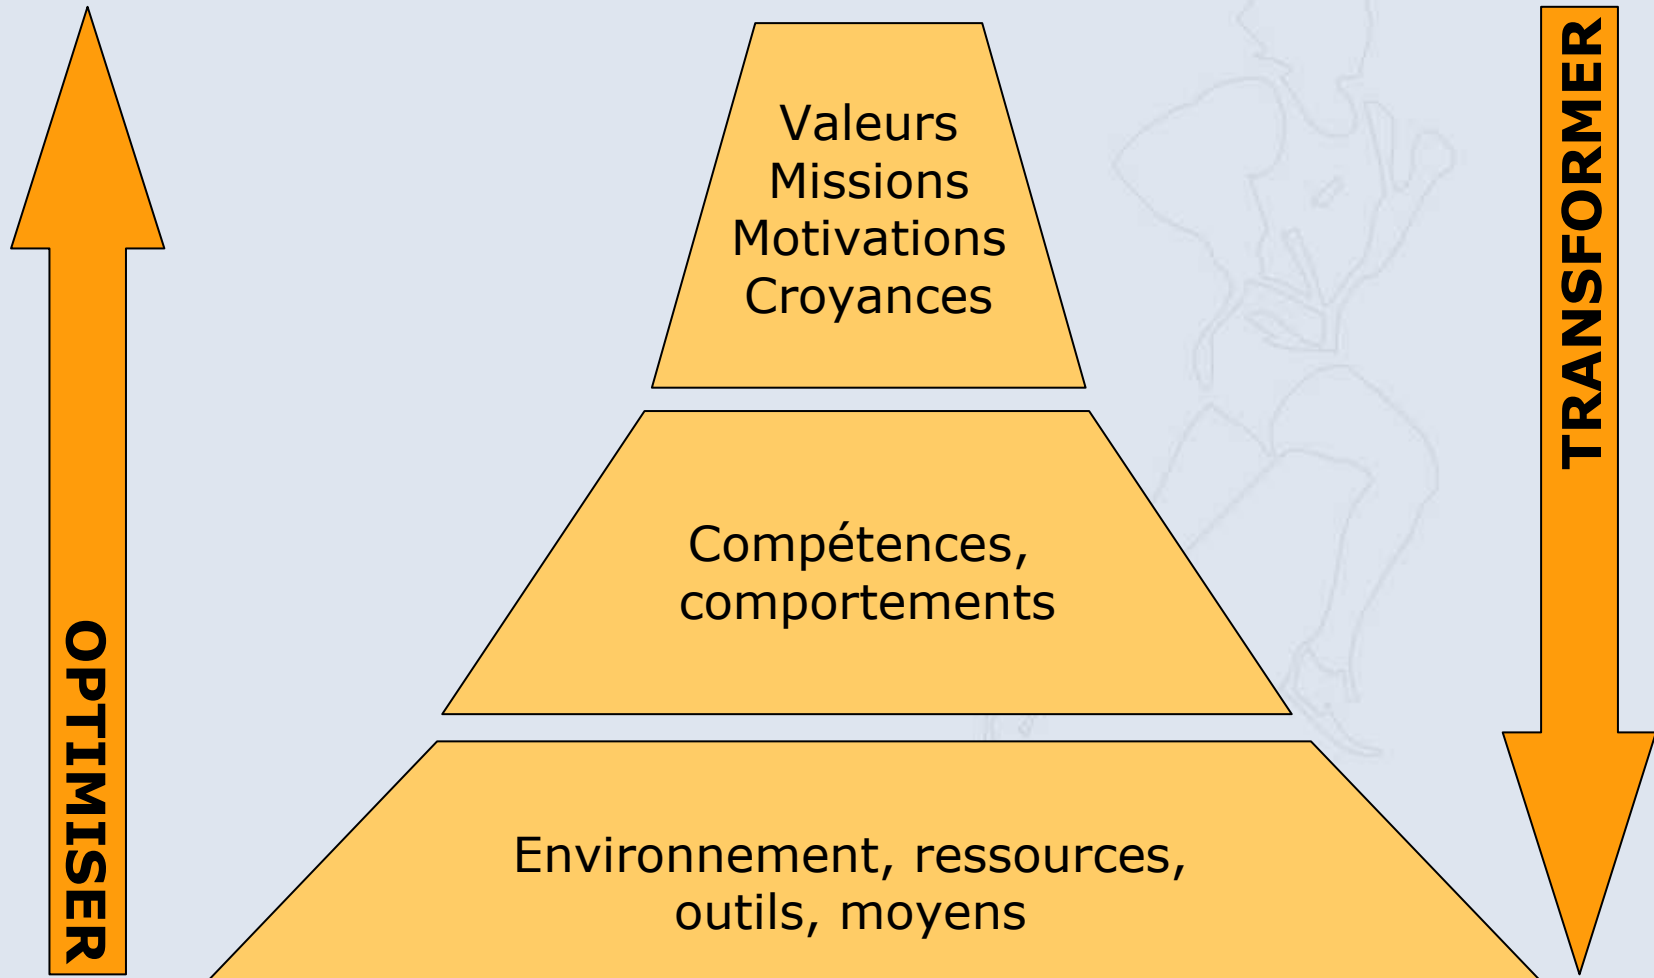 OPTIMISER
Valeurs
Missions
Motivations
Croyances
Compétences,
comportements
Environnement, ressources,
outils, moyens
TRANSFORMER